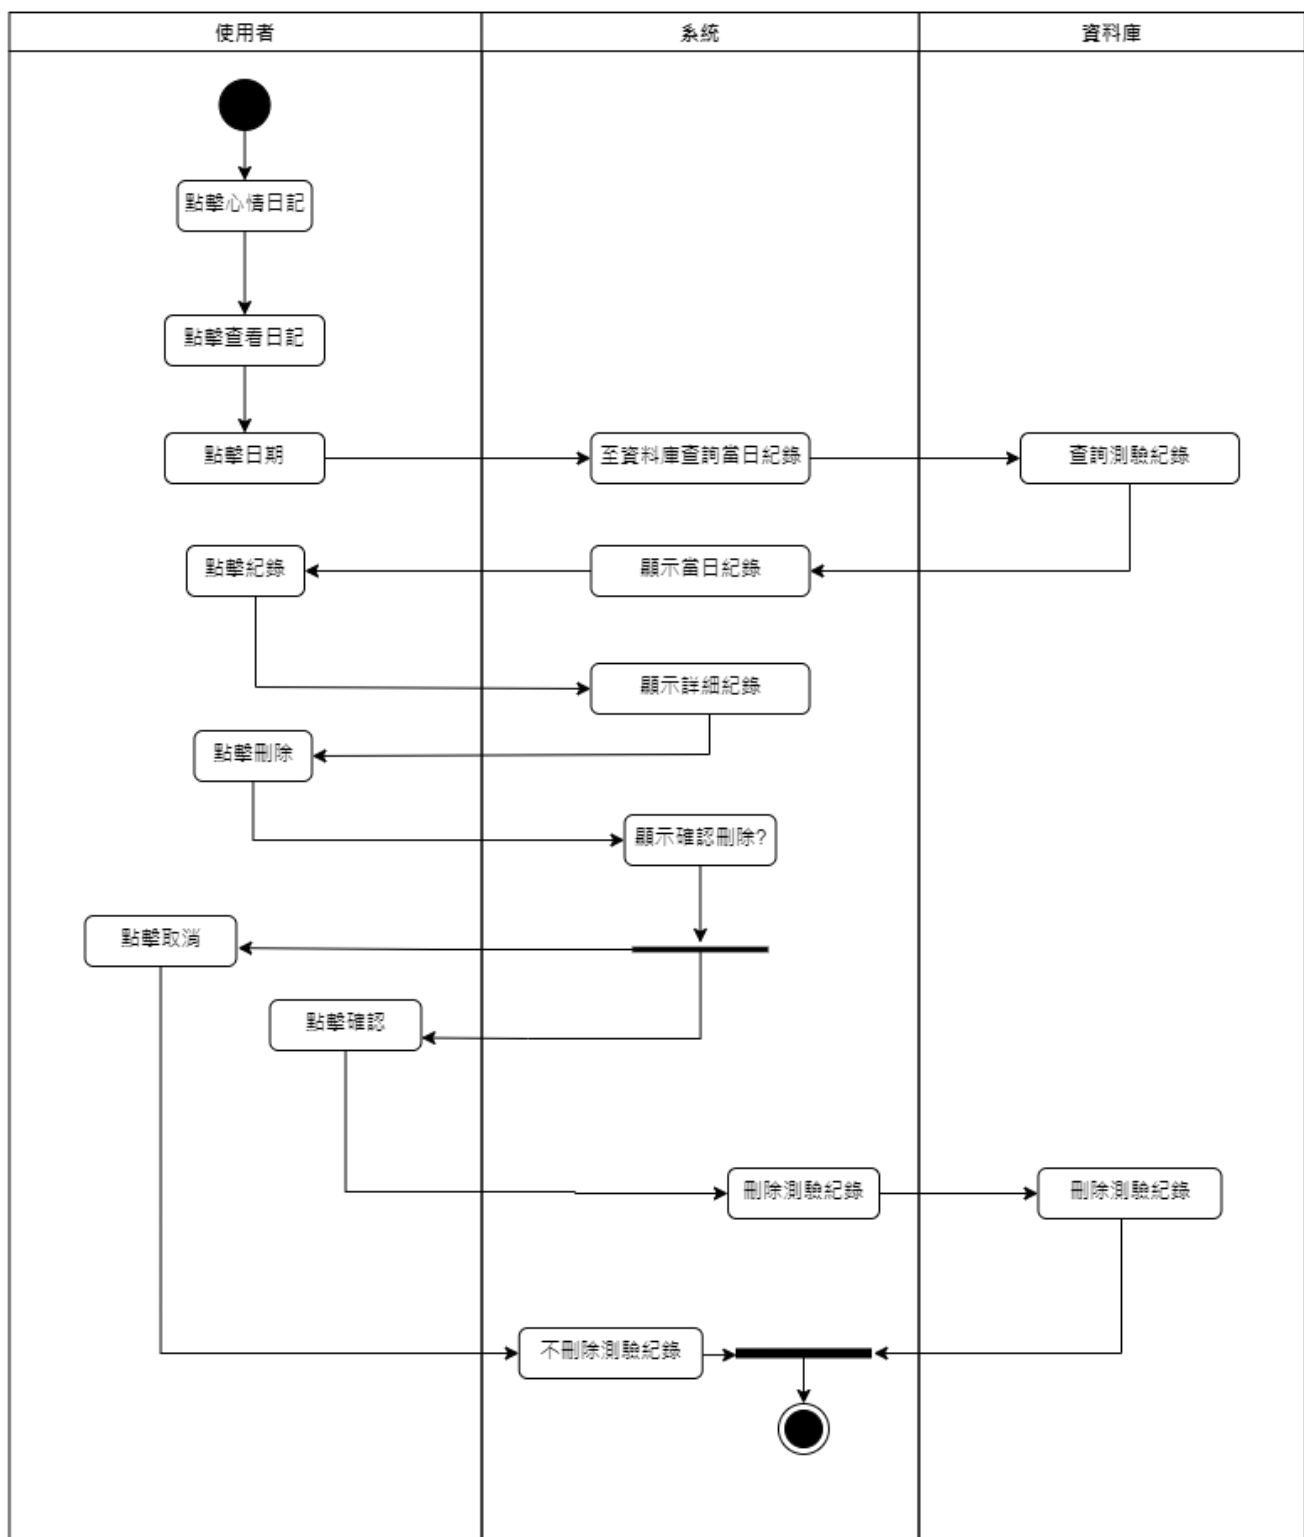 使用者
系統
資料庫
點擊心情日記
點擊查看日記
點擊日期
至資料庫查詢當日紀錄
查詢測驗紀錄
點擊紀錄
顯示當日紀錄
顯示詳細紀錄
點擊刪除
顯示確認刪除?
點擊取消
點擊確認
刪除測驗紀錄
刪除測驗紀錄
不刪除測驗紀錄